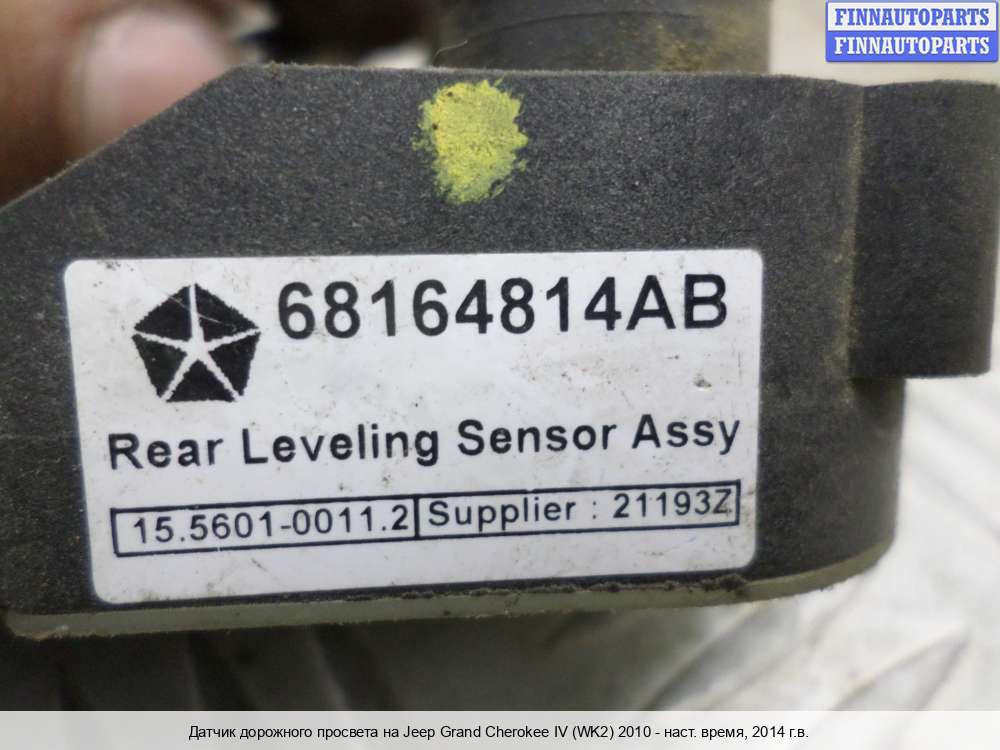 FINNAUTOPARTS
FINNAUTOPARTS
68164814AB
Rear Leveling Sensor Assy
15.5601-0011.2 Supplier : 21193Z
Датчик дорожного просвета на Jeep Grand Cherokee IV (WK2) 2010 - наст. время, 2014 г.в.